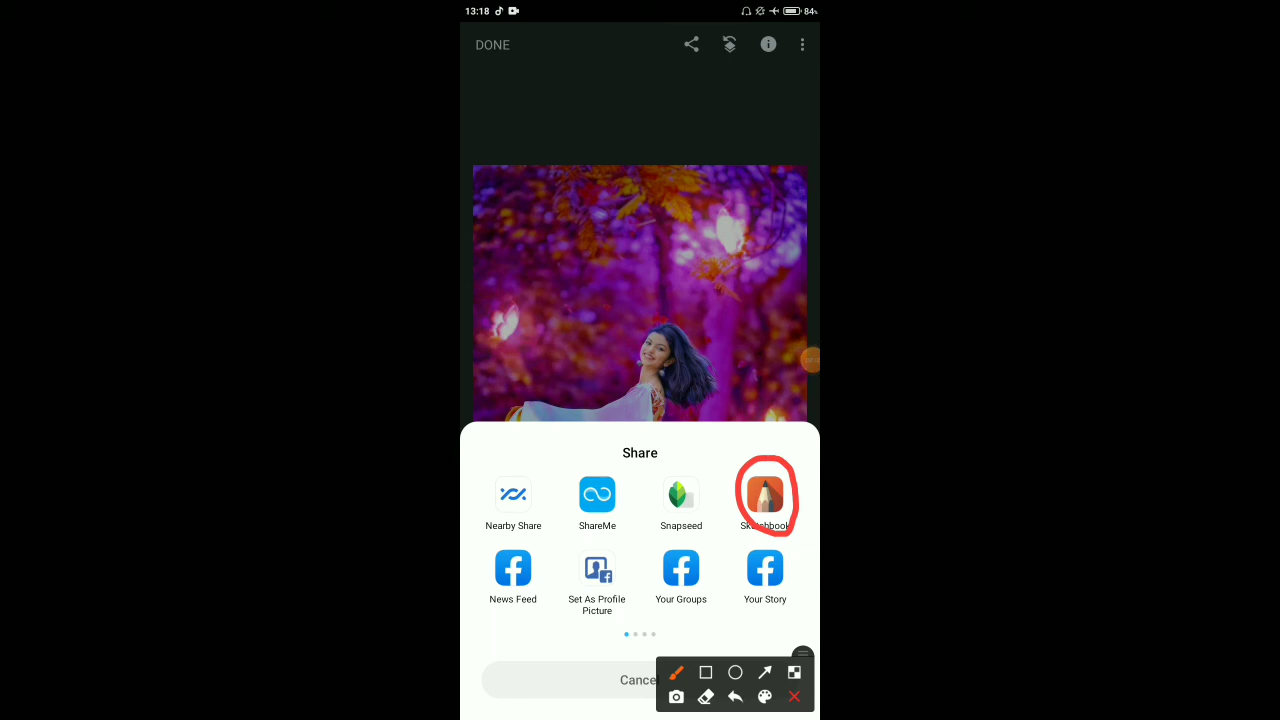 13:18 84%
DONE
Share
Nearby Share ShareMe Snapseed Sketchbook
News Feed Set As Profile Your Groups Your Story
Picture
Cancel